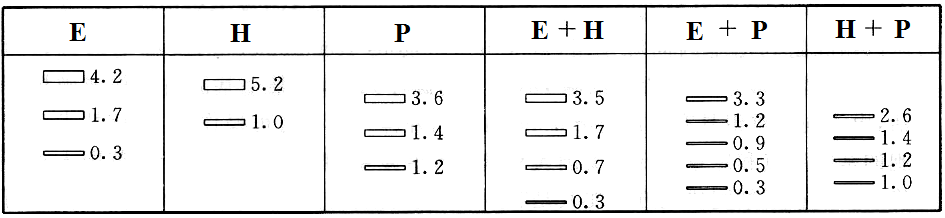 E H P E + H E + P H + P
4.2 5.2 3.6 3.5 3.3 2.6
1.7 1.0 1.4 1.7 1.2 1.4
0.3 1.2 0.7 0.9 1.2
0.3 0.5 1.0
0.3